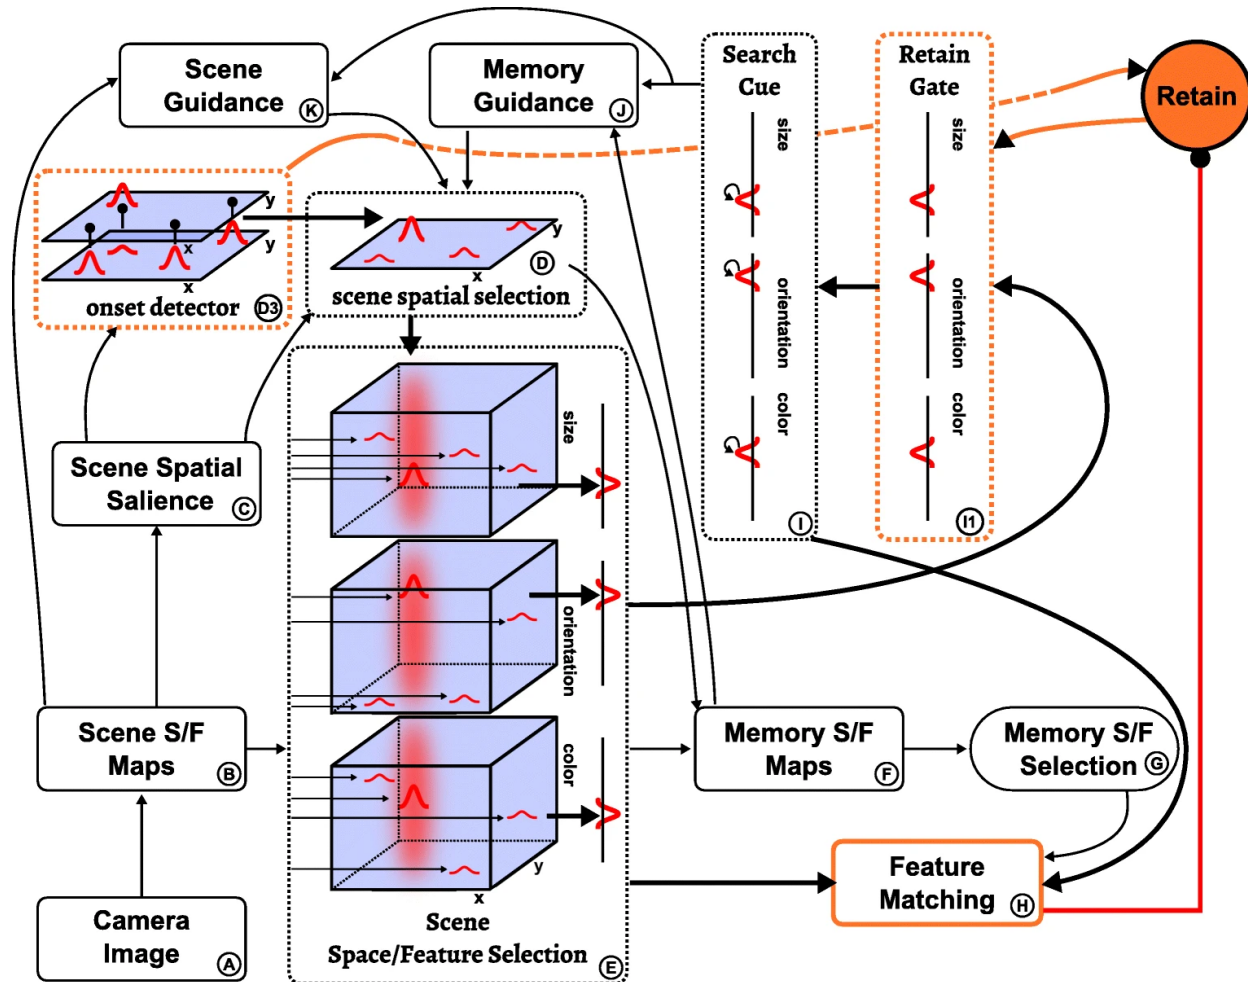 Scene
Guidance
K
Memory
Guidance
J
Search
Cue
size
orientation
color
I
Retain
Gate
size
orientation
color
I1
Retain
y
y
x
x
onset detector
D3
y
x
D
scene spatial selection
Scene Spatial
Salience
C
size
orientation
color
y
x
Scene
Space/Feature Selection
E
Scene S/F
Maps
B
Memory S/F
Maps
F
Memory S/F
Selection
G
Feature
Matching
H
Camera
Image
A